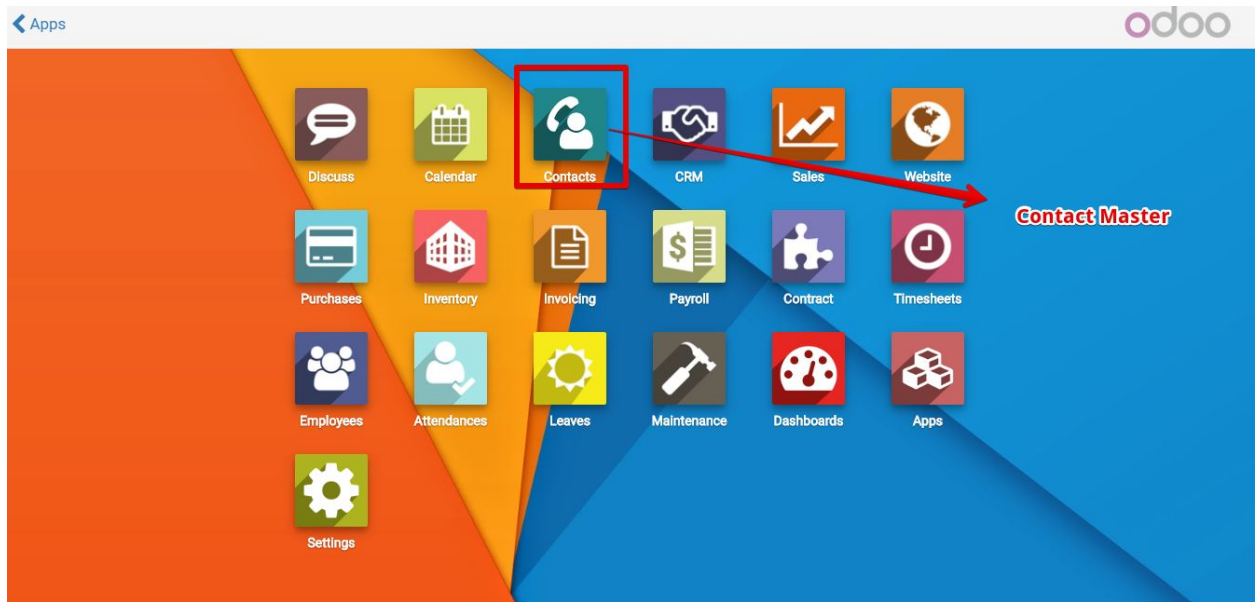 Apps
odoo
Discuss
Calendar
Contacts
CRM
Sales
Website
Contact Master
Purchases
Inventory
Invoicing
Payroll
Contract
Timesheets
Employees
Attendances
Leaves
Maintenance
Dashboards
Apps
Settings